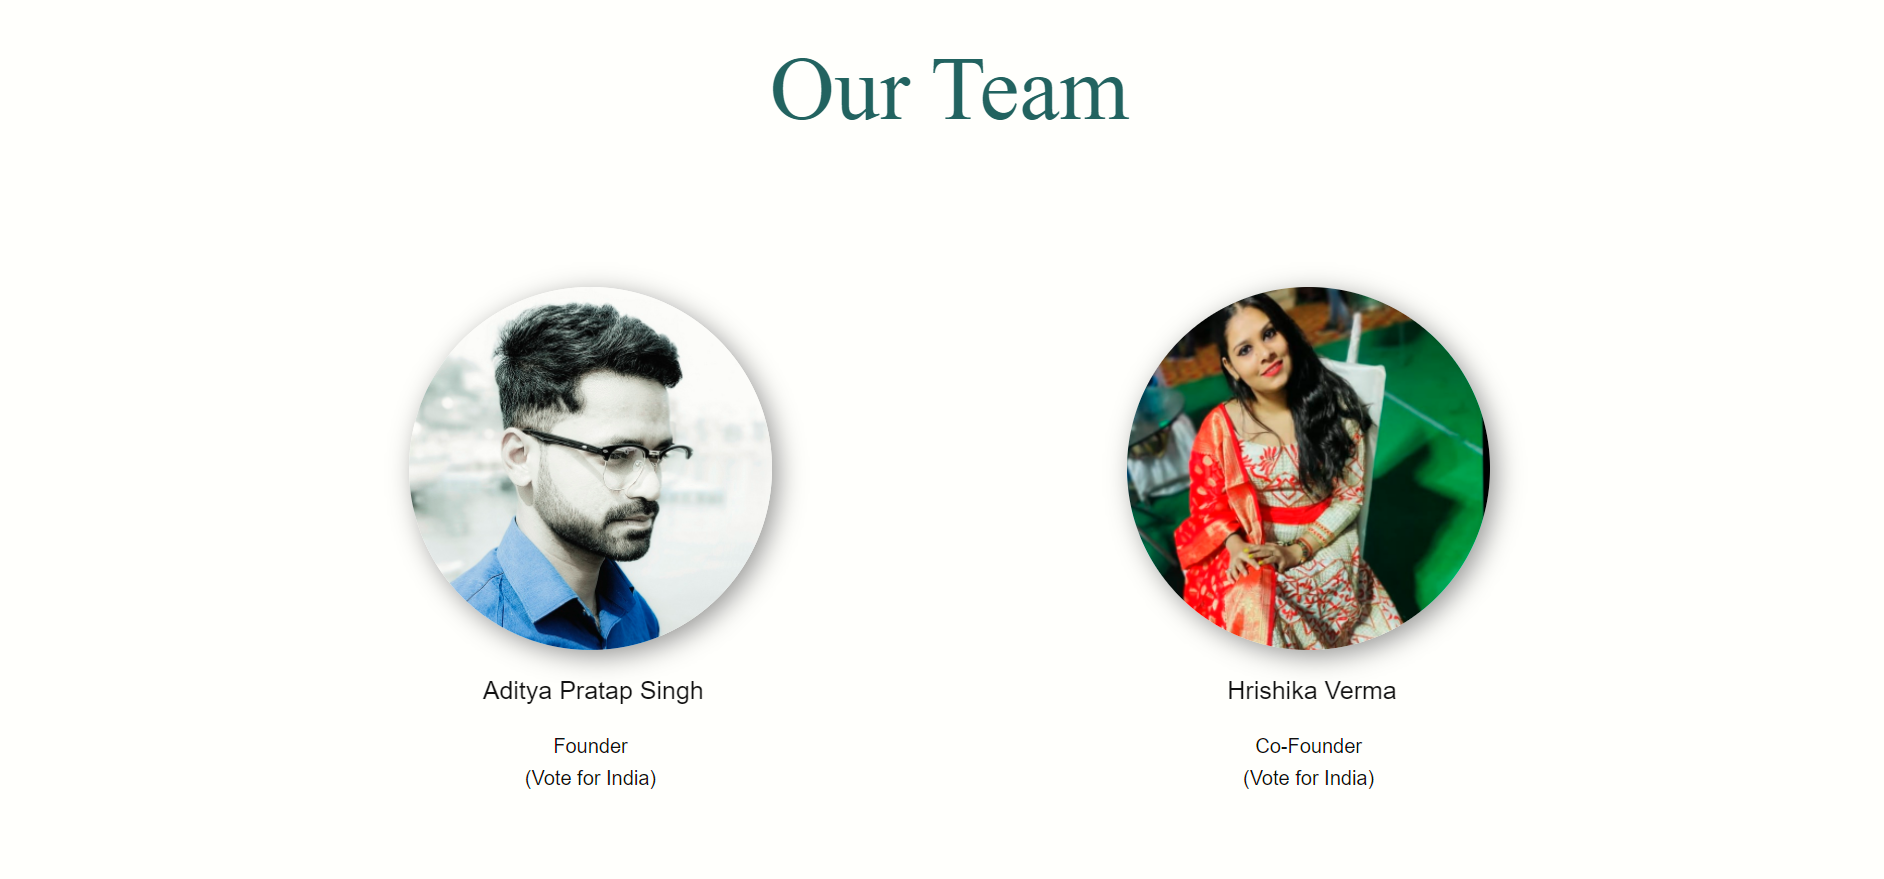 Our Team
Aditya Pratap Singh
Founder
(Vote for India)
Hrishika Verma
Co-Founder
(Vote for India)